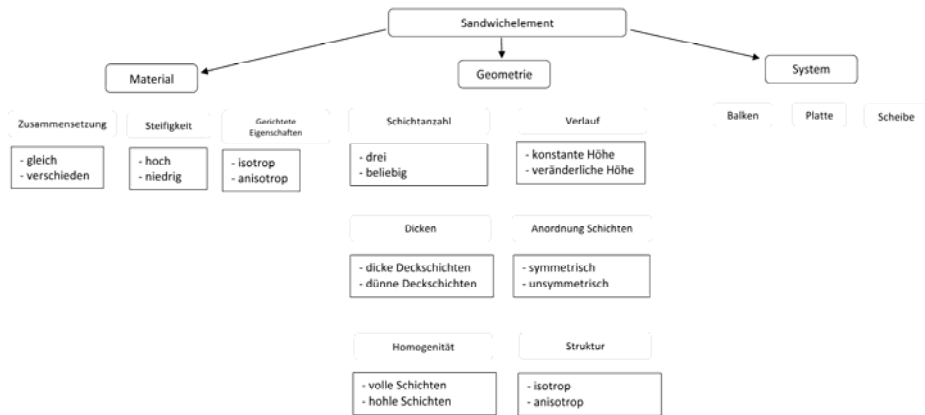 Sandwichelement
Material
Geometrie
System
Zusammensetzung
- gleich
- verschieden
Steifigkeit
- hoch
- niedrig
Gerichtete
Eigenschaften
- isotrop
- anisotrop
Schichtanzahl
- drei
- beliebig
Verlauf
- konstante Höhe
- veränderliche Höhe
Dicken
- dicke Deckschichten
- dünne Deckschichten
Anordnung Schichten
- symmetrisch
- unsymmetrisch
Homogenität
- volle Schichten
- hohle Schichten
Struktur
- isotrop
- anisotrop
Balken
Platte
Scheibe